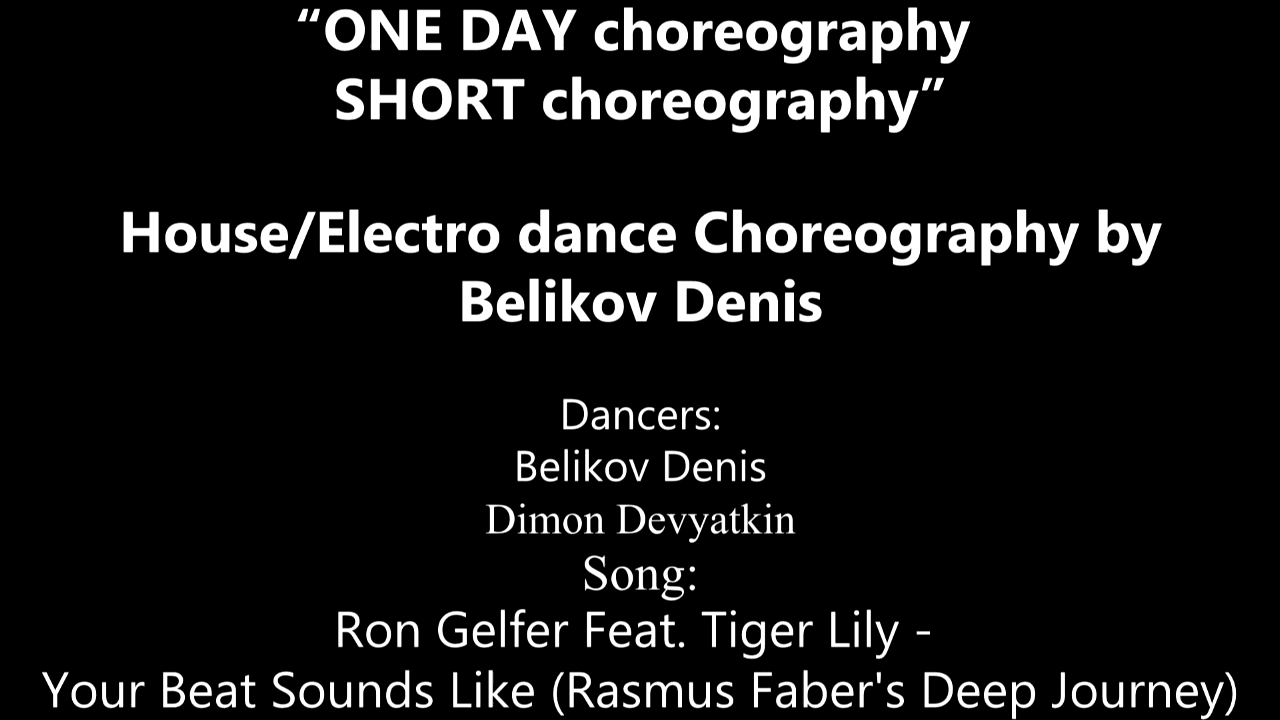 “ONE DAY choreography
SHORT choreography”
House/Electro dance Choreography by
Belikov Denis
Dancers:
Belikov Denis
Dimon Devyatkin
Song:
Ron Gelfer Feat. Tiger Lily -
Your Beat Sounds Like (Rasmus Faber's Deep Journey)